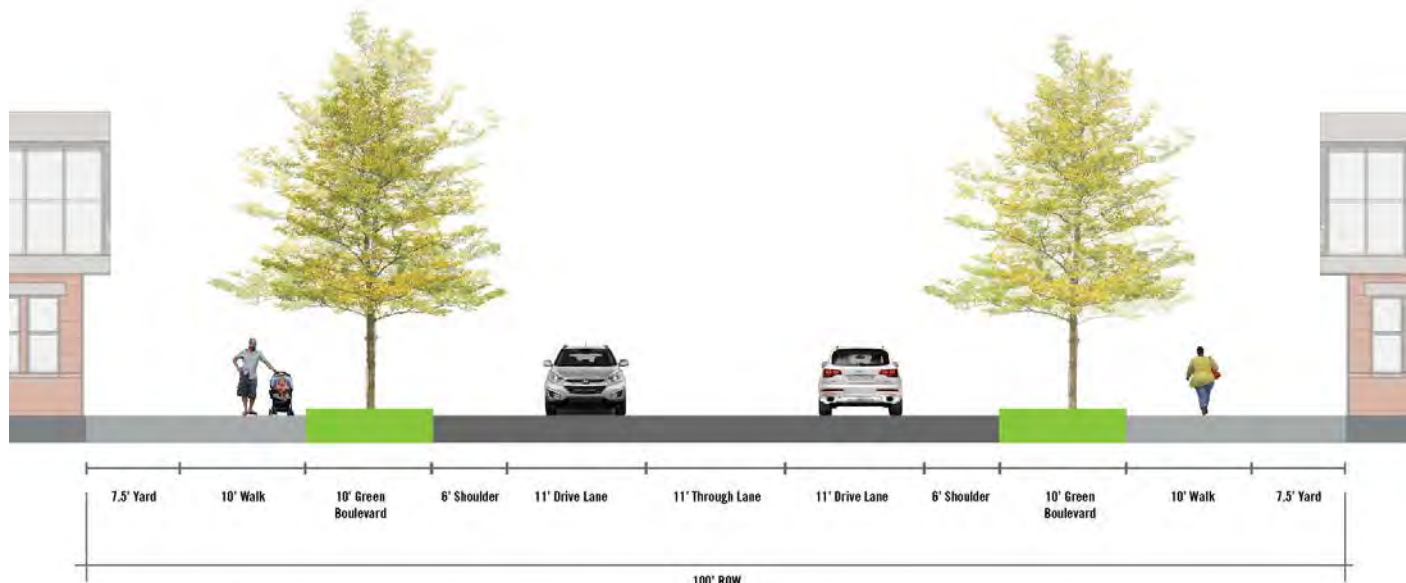 7.5' Yard
10' Walk
10' Green
Boulevard
6' Shoulder
11' Drive Lane
11' Through Lane
11' Drive Lane
6' Shoulder
10' Green
Boulevard
10' Walk
7.5' Yard
100' ROW